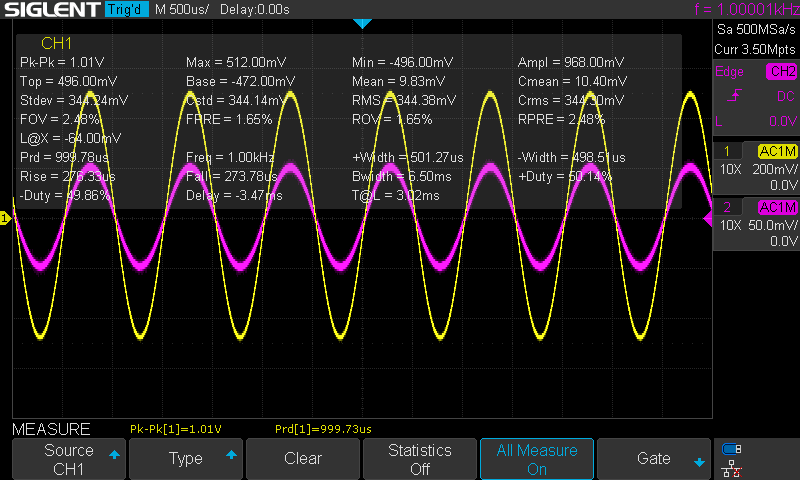 SIGLENT Trig'd M 500us/ Delay:0.00s f = 1.00001kHz
Sa 500MSa/s
Curr 3.50Mpts
CH1
Pk-Pk = 1.01V Max = 512.00mV Min = -496.00mV Ampl = 968.00mV
Top = 496.00mV Base = -472.00mV Mean = 9.83mV Cmean = 10.40mV
Stdev = 344.24mV Cstd = 344.14mV RMS = 344.38mV Crms = 344.30mV
FOV = 2.48% FPRE = 1.65% ROV = 1.65% RPRE = 2.48%
L@X = -64.00mV
Prd = 999.78us Freq = 1.00kHz +Width = 501.27us -Width = 498.51us
Rise = 276.33us Fall = 273.78us Bwidth = 6.50ms +Duty = 50.14%
-Duty = 49.86% Delay = -3.47ms T@L = 3.02ms
Edge CH2
DC
L 0.0V
1 AC1M
10X 200mV/
0.0V
2 AC1M
10X 50.0mV/
0.0V
1
MEASURE Pk-Pk[1]=1.01V Prd[1]=999.73us
Source
CH1
Type
Clear
Statistics
Off
All Measure
On
Gate